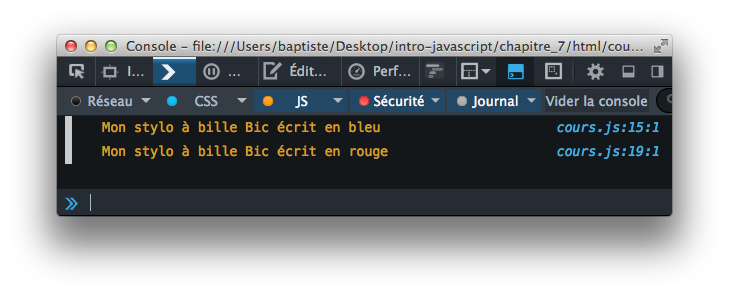 Console - file:///Users/baptiste/Desktop/intro-javascript/chapitre_7/html/cou...
I... ... Édit... Perf...
Réseau CSS JS Sécurité Journal Vider la console
Mon stylo à bille Bic écrit en bleu cours.js:15:1
Mon stylo à bille Bic écrit en rouge cours.js:19:1